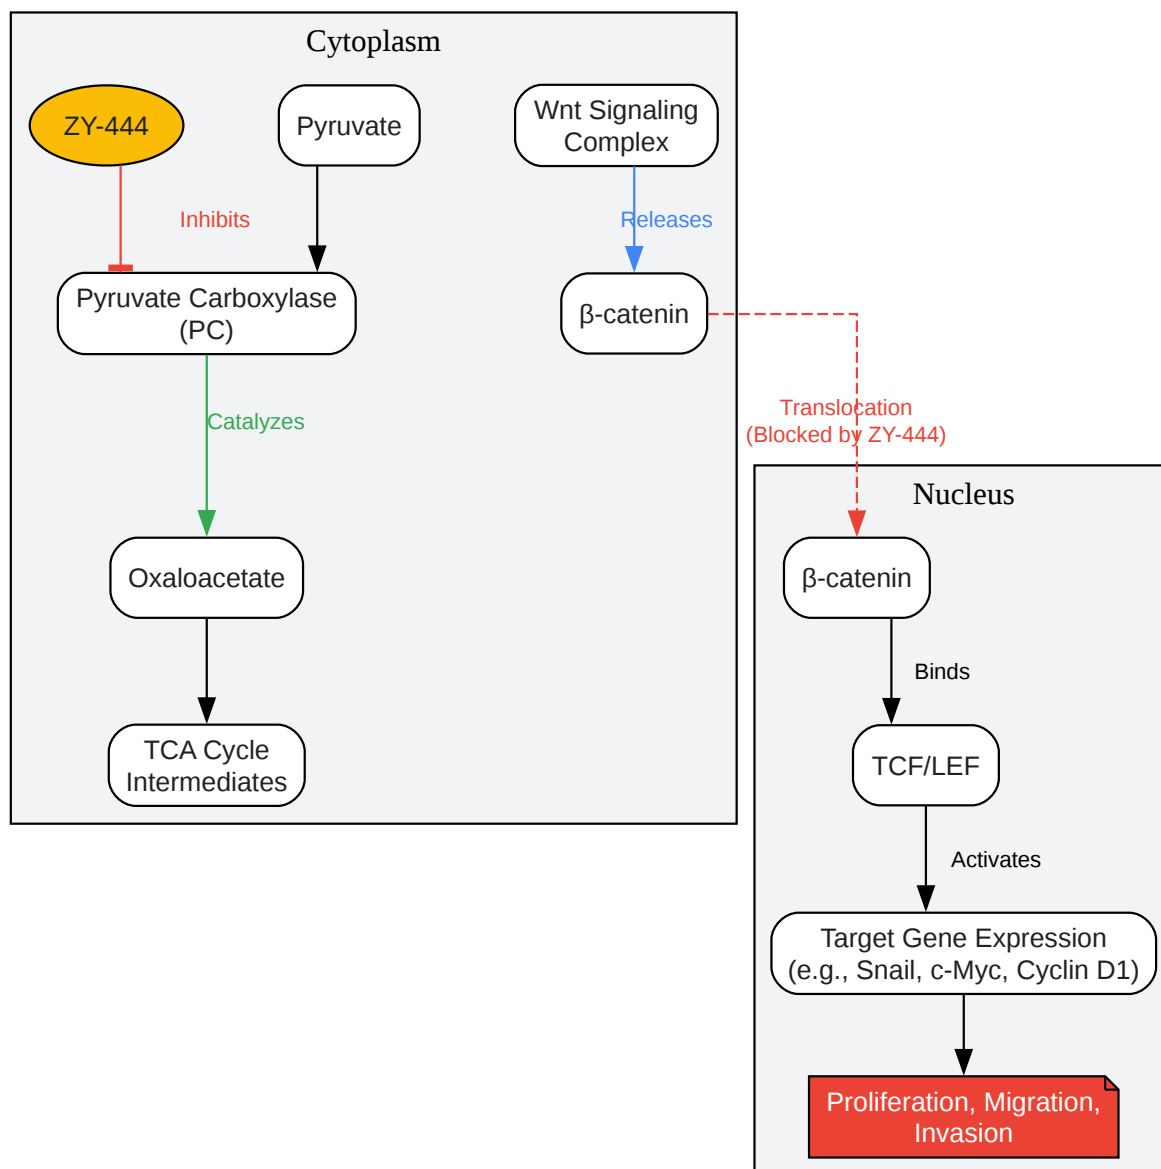 Cytoplasm
ZY-444
Pyruvate
Wnt Signaling
Complex
Inhibits
Releases
Pyruvate Carboxylase
(PC)
β-catenin
Catalyzes
Translocation
(Blocked by ZY-444)
Nucleus
Oxaloacetate
β-catenin
Binds
TCA Cycle
Intermediates
TCF/LEF
Activates
Target Gene Expression
(e.g., Snail, c-Myc, Cyclin D1)
Proliferation, Migration,
Invasion